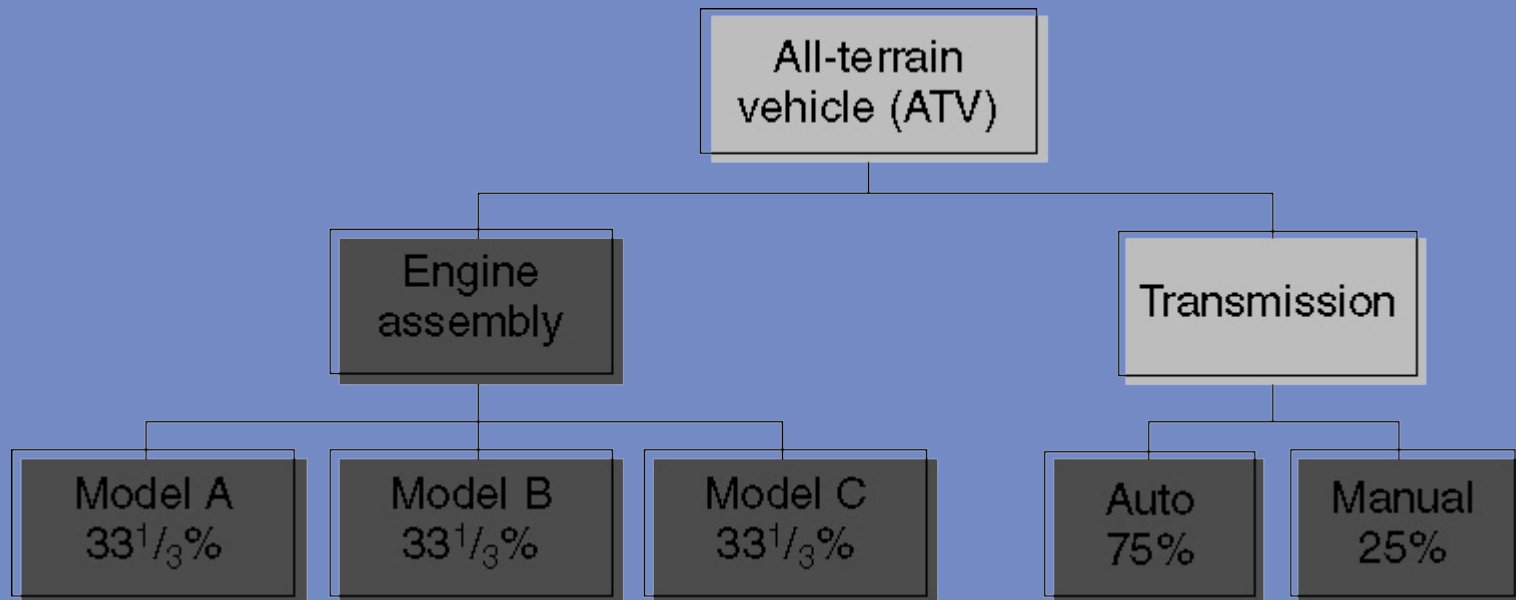 All-terrain
vehicle (ATV)
Engine
assembly
Transmission
Model A
33¹/₃%
Model B
33¹/₃%
Model C
33¹/₃%
Auto
75%
Manual
25%